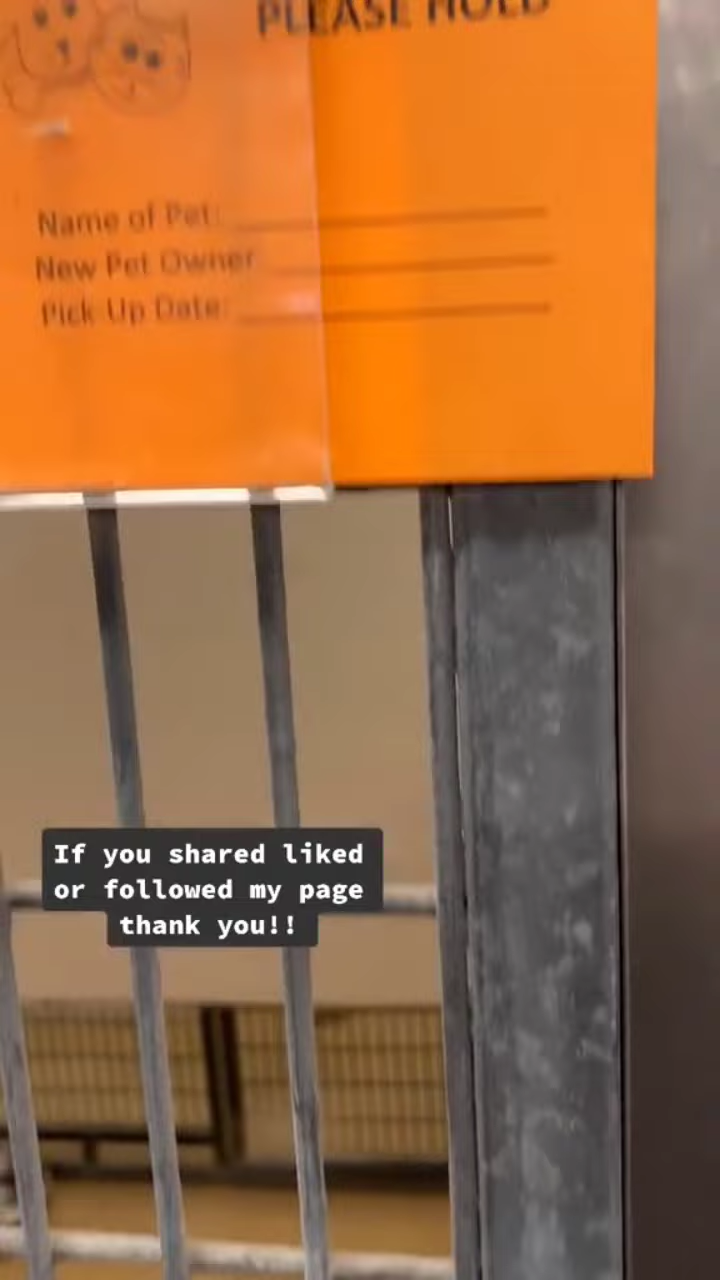 PLEASE HOLD
Name of Pet:
New Pet Owner
Pick Up Date:
If you shared liked
or followed my page
thank you!!